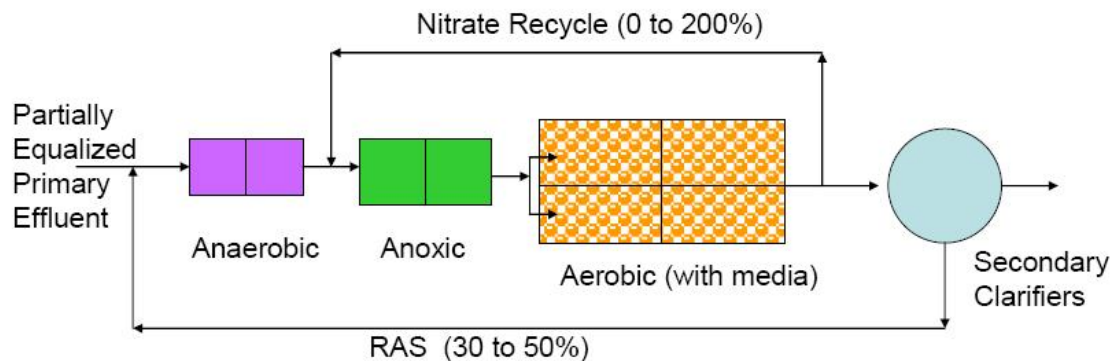 Nitrate Recycle (0 to 200%)
Partially
Equalized
Primary
Effluent
Anaerobic
Anoxic
Aerobic (with media)
Secondary
Clarifiers
RAS (30 to 50%)